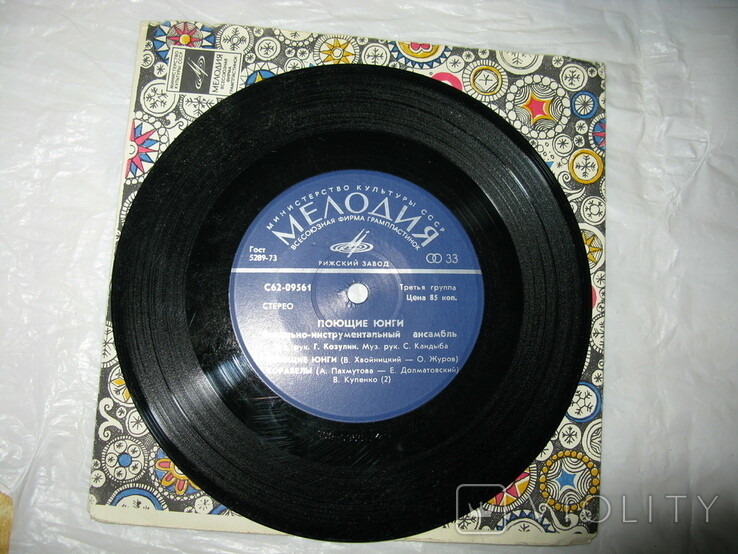 МЕЛОДИЯ
МИНИСТЕРСТВО КУЛЬТУРЫ СССР
МЕЛОДИЯ
ВСЕСОЮЗНАЯ ФИРМА ГРАМПЛАСТИНОК
Гост
5289-73
33
РИЖСКИЙ ЗАВОД
С62-09561
Третья группа
СТЕРЕО
Цена 85 коп.
ПОЮЩИЕ ЮНГИ
ансамбль
рук. Г. Козулин. Муз. рук. С. Кандыба
ЮНГИ (В. Хвойницкий — О. Журов)
(А. Пахмутова — Е. Долматовский)
В. Купенко (2)
VIOLITY